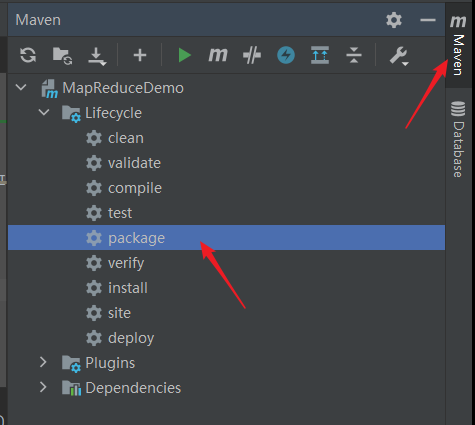 Maven
MapReduceDemo
Lifecycle
clean
validate
compile
test
package
verify
install
site
deploy
Plugins
Dependencies
Maven
Database